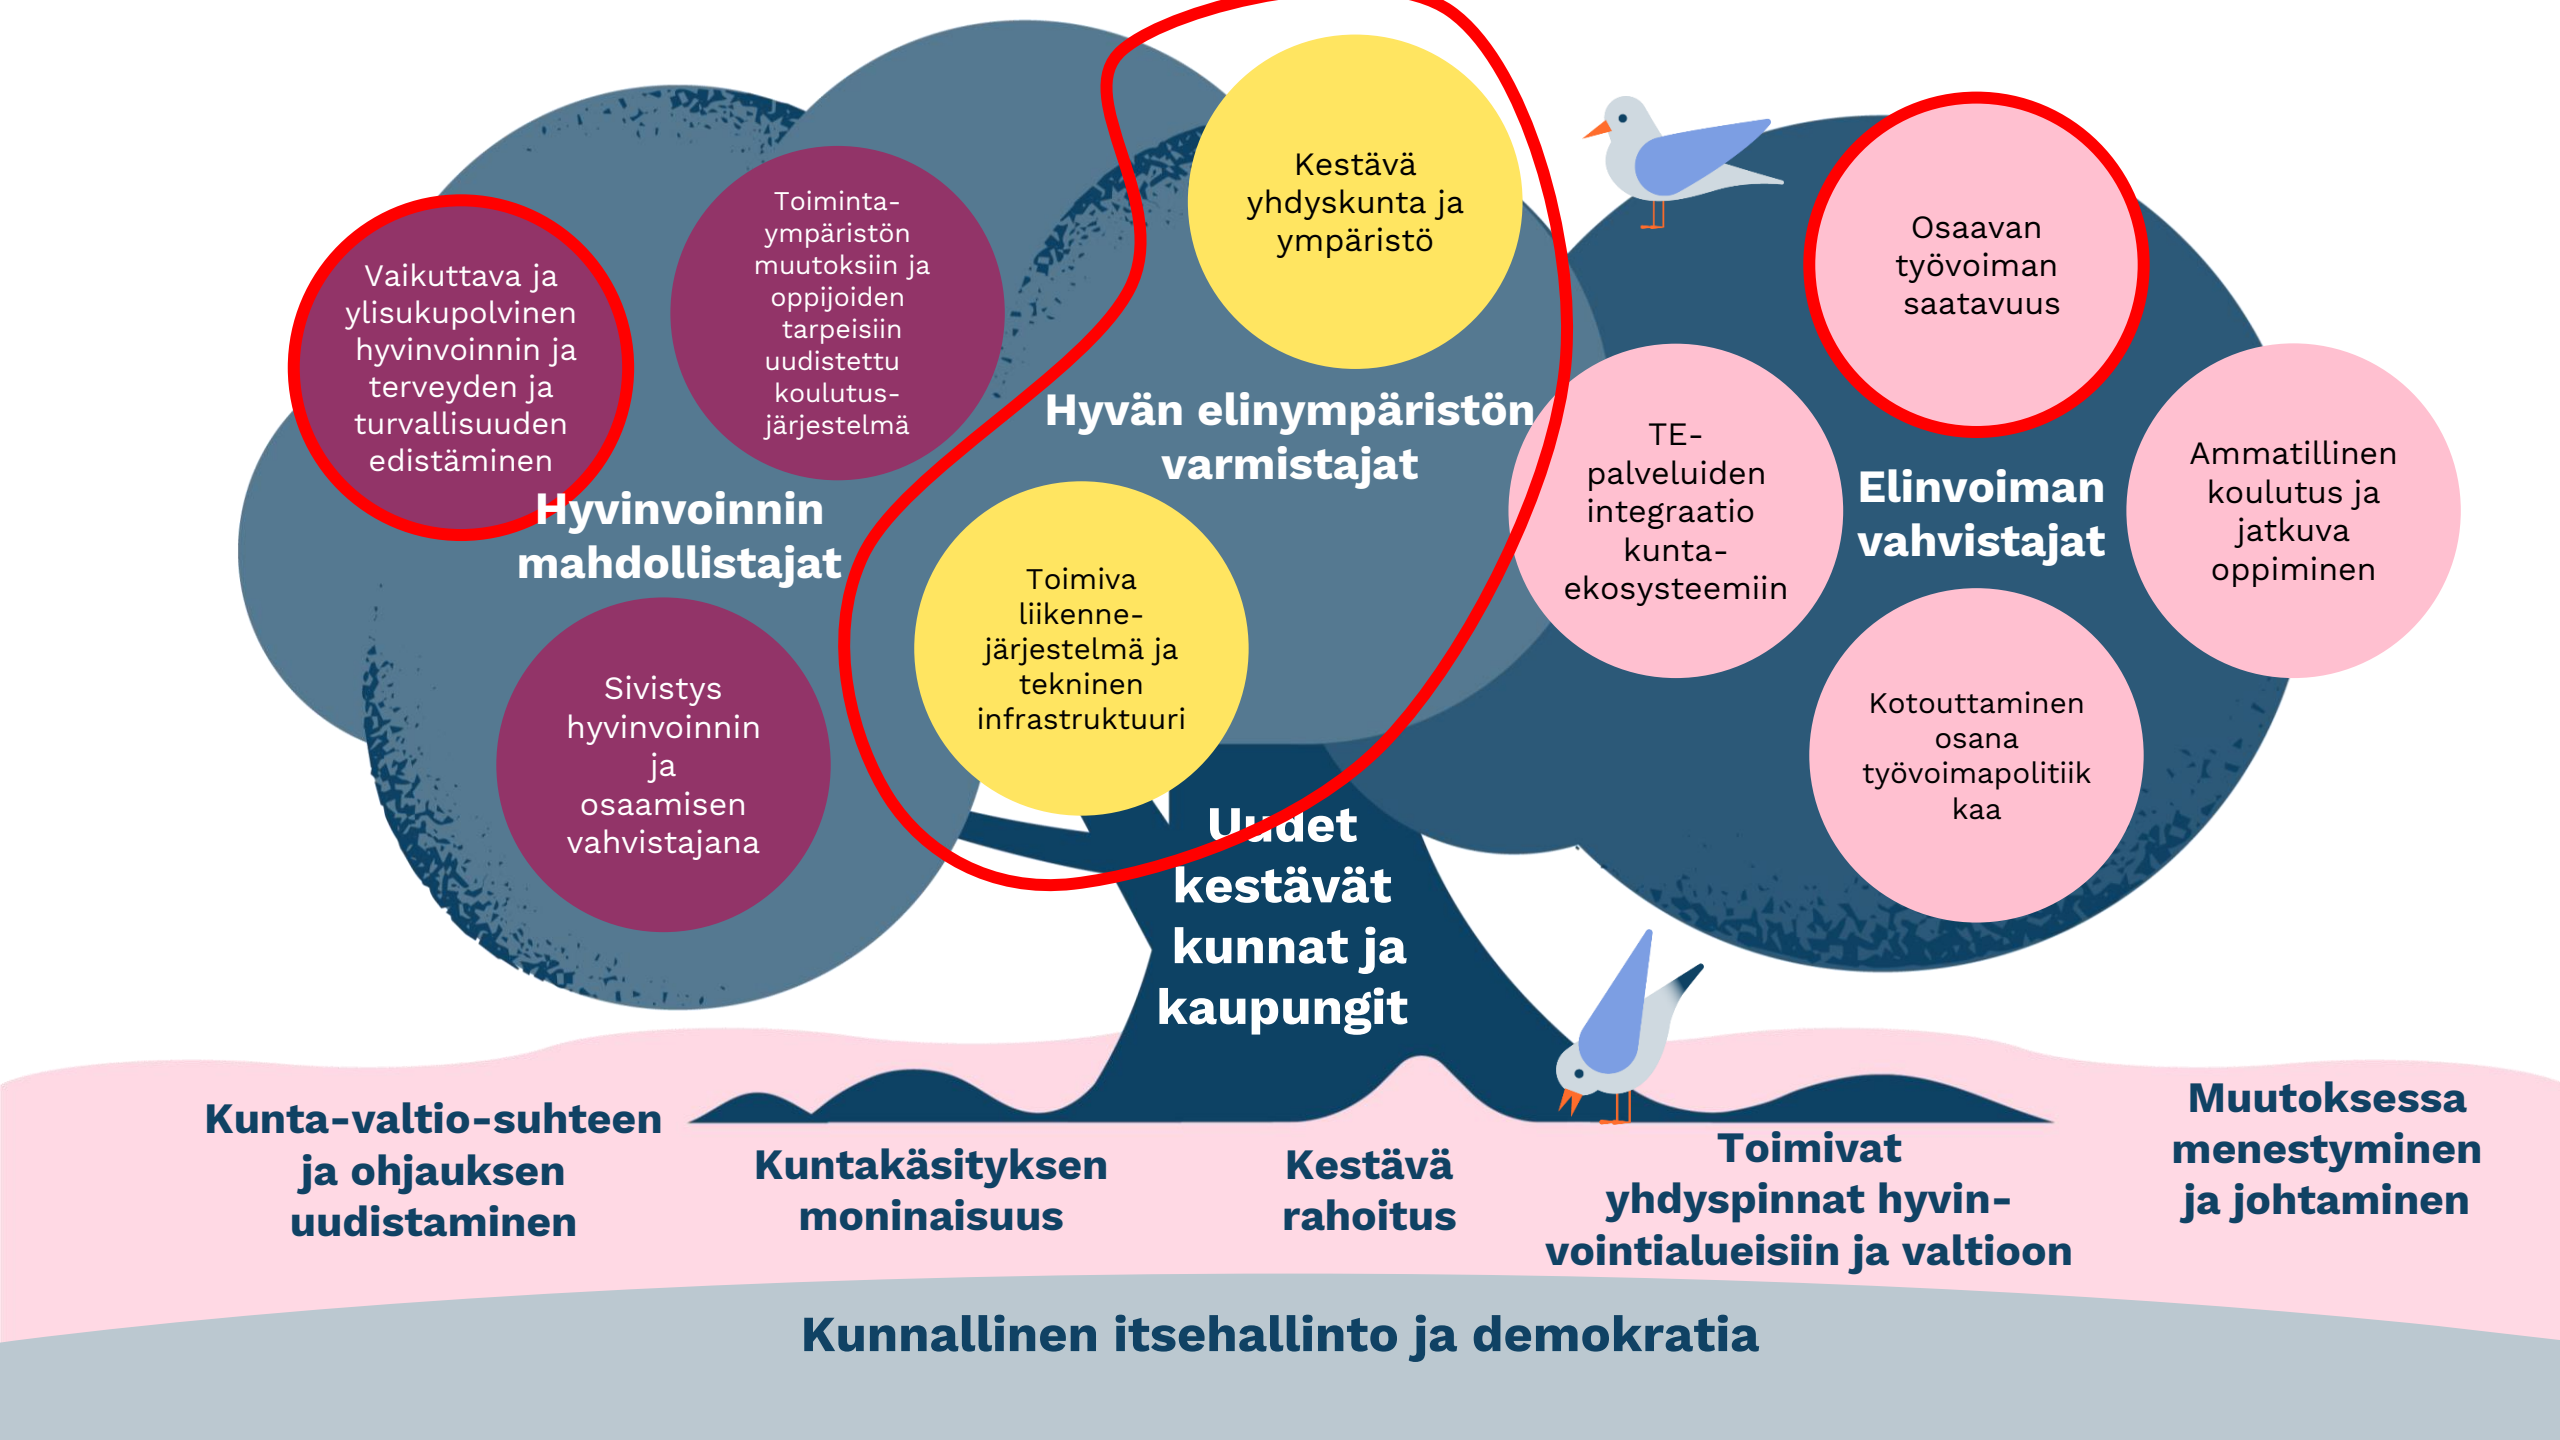 Vaikuttava ja
ylisukupolvinen
hyvinvoinnin ja
terveyden ja
turvallisuuden
edistäminen
Toiminta-
ympäristön
muutoksiin ja
oppijoiden
tarpeisiin
uudistettu
koulutus-
järjestelmä
Hyvinvoinnin
mahdollistajat
Sivistys
hyvinvoinnin
ja
osaamisen
vahvistajana
Kestävä
yhdyskunta ja
ympäristö
Hyvän elinympäristön
varmistajat
Toimiva
liikenne-
järjestelmä ja
tekninen
infrastruktuuri
Osaavan
työvoiman
saatavuus
TE-
palveluiden
integraatio
kunta-
ekosysteemiin
Elinvoiman
vahvistajat
Ammatillinen
koulutus ja
jatkuva
oppiminen
Kotouttaminen
osana
työvoimapolitiik
kaa
Uudet
kestävät
kunnat ja
kaupungit
Kunta-valtio-suhteen
ja ohjauksen
uudistaminen
Kuntakäsityksen
moninaisuus
Kestävä
rahoitus
Toimivat
yhdyspinnat hyvin-
vointialueisiin ja valtioon
Muutoksessa
menestyminen
ja johtaminen
Kunnallinen itsehallinto ja demokratia